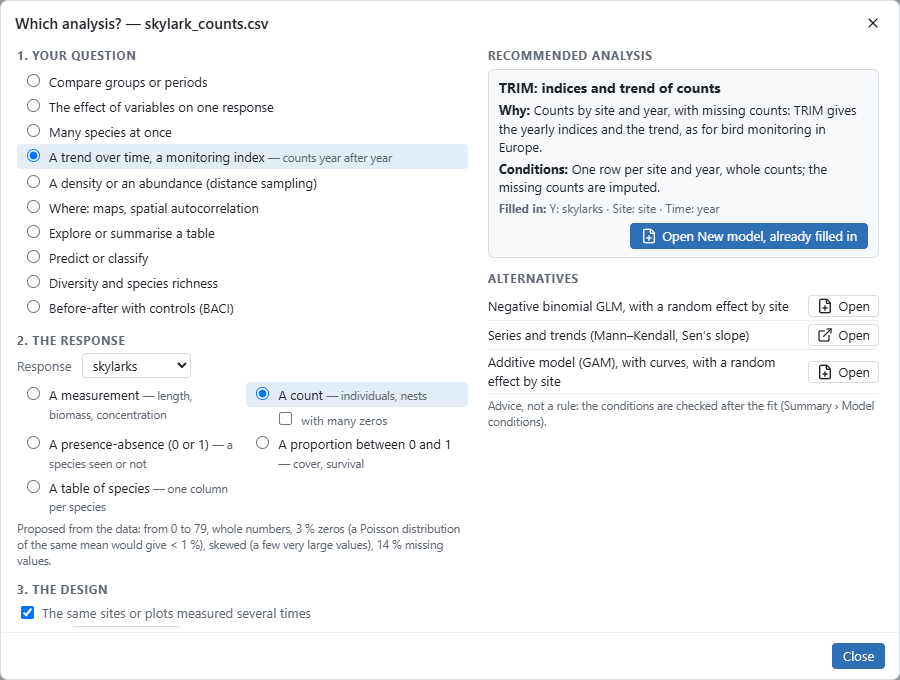 Which analysis? — skylark_counts.csv
1. YOUR QUESTION
Compare groups or periods
The effect of variables on one response
Many species at once
A trend over time, a monitoring index — counts year after year
A density or an abundance (distance sampling)
Where: maps, spatial autocorrelation
Explore or summarise a table
Predict or classify
Diversity and species richness
Before-after with controls (BACI)
2. THE RESPONSE
Response skylarks
A measurement — length,
biomass, concentration
A count — individuals, nests
with many zeros
A presence-absence (0 or 1) — a
species seen or not
A proportion between 0 and 1
— cover, survival
A table of species — one column
per species
Proposed from the data: from 0 to 79, whole numbers, 3 % zeros (a Poisson distribution
of the same mean would give < 1 %), skewed (a few very large values), 14 % missing
values.
3. THE DESIGN
The same sites or plots measured several times
RECOMMENDED ANALYSIS
TRIM: indices and trend of counts
Why: Counts by site and year, with missing counts: TRIM gives
the yearly indices and the trend, as for bird monitoring in
Europe.
Conditions: One row per site and year, whole counts; the
missing counts are imputed.
Filled in: Y: skylarks · Site: site · Time: year
Open New model, already filled in
ALTERNATIVES
Negative binomial GLM, with a random effect by site Open
Series and trends (Mann–Kendall, Sen's slope) Open
Additive model (GAM), with curves, with a random
effect by site
Open
Advice, not a rule: the conditions are checked after the fit (Summary › Model
conditions).
Close